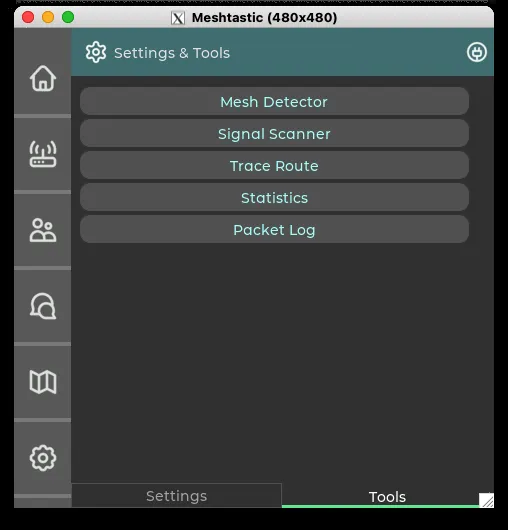 Meshtastic (480x480)
Settings & Tools
Mesh Detector
Signal Scanner
Trace Route
Statistics
Packet Log
Settings
Tools